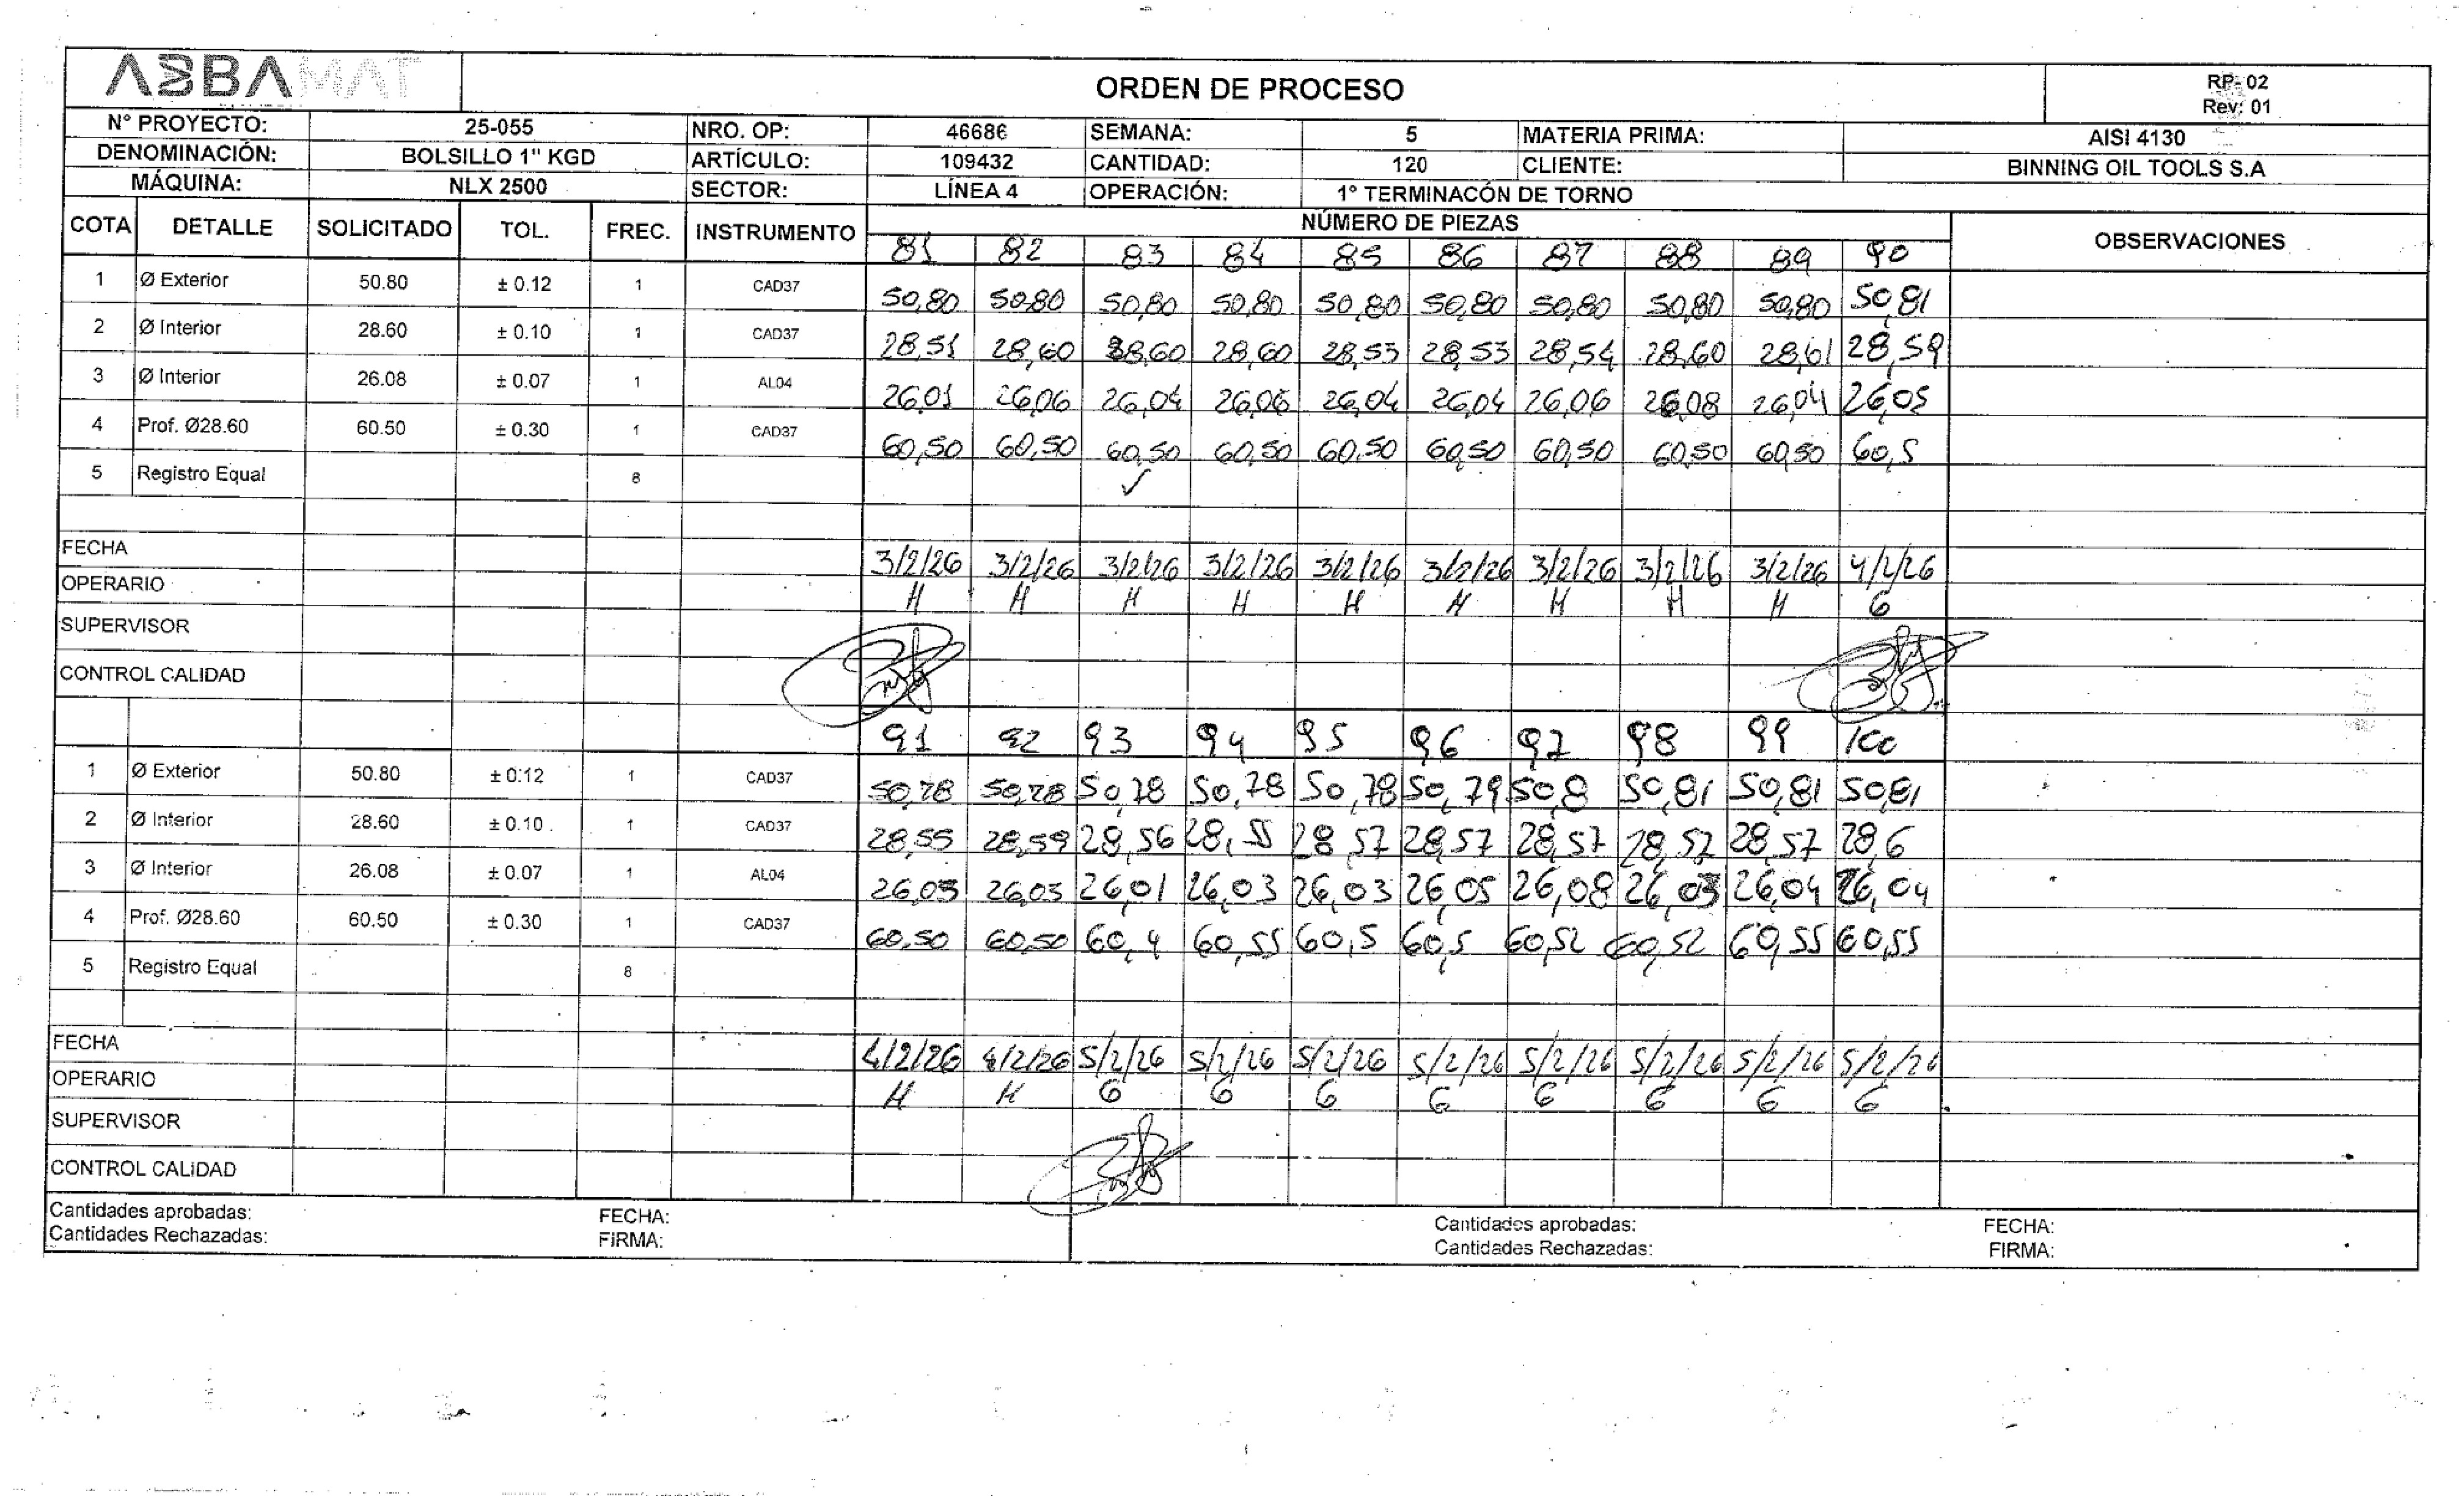 ABBAMAT
ORDEN DE PROCESO
RP- 02
Rev: 01
N° PROYECTO: 25-055 NRO. OP: 46686 SEMANA: 5 MATERIA PRIMA: AISI 4130
DENOMINACIÓN: BOLSILLO 1" KGD ARTÍCULO: 109432 CANTIDAD: 120 CLIENTE: BINNING OIL TOOLS S.A
MÁQUINA: NLX 2500 SECTOR: LÍNEA 4 OPERACIÓN: 1° TERMINACÓN DE TORNO
COTA DETALLE SOLICITADO TOL. FREC. INSTRUMENTO NÚMERO DE PIEZAS OBSERVACIONES
81 82 83 84 85 86 87 88 89 90
1 Ø Exterior 50.80 ± 0.12 1 CAD37 50,80 50,80 50,80 50,80 50,80 50,80 50,80 50,80 50,80 50,81
2 Ø Interior 28.60 ± 0.10 1 CAD37 28,51 28,60 28,60 28,60 28,53 28,53 28,54 28,60 28,61 28,59
3 Ø Interior 26.08 ± 0.07 1 AL04 26,01 26,06 26,04 26,06 26,04 26,04 26,06 26,08 26,04 26,05
4 Prof. Ø28.60 60.50 ± 0.30 1 CAD37 60,50 60,50 60,50 60,50 60,50 60,50 60,50 60,50 60,50 60,5
5 Registro Equal 8 ✓
FECHA 3/2/26 3/2/26 3/2/26 3/2/26 3/2/26 3/2/26 3/2/26 3/2/26 3/2/26 4/2/26
OPERARIO H H H H H H H H H G
SUPERVISOR
CONTROL CALIDAD
91 92 93 94 95 96 97 98 99 100
1 Ø Exterior 50.80 ± 0.12 1 CAD37 50,78 50,78 50,78 50,78 50,78 50,79 50,8 50,81 50,81 50,81
2 Ø Interior 28.60 ± 0.10 1 CAD37 28,55 28,59 28,56 28,55 28,57 28,57 28,57 28,57 28,57 28,6
3 Ø Interior 26.08 ± 0.07 1 AL04 26,03 26,03 26,01 26,03 26,03 26,05 26,08 26,03 26,04 26,04
4 Prof. Ø28.60 60.50 ± 0.30 1 CAD37 60,50 60,50 60,4 60,55 60,5 60,5 60,52 60,52 60,55 60,55
5 Registro Equal 8
FECHA 4/2/26 4/2/26 5/2/26 5/2/26 5/2/26 5/2/26 5/2/26 5/2/26 5/2/26 5/2/26
OPERARIO H H G G G G G G G G
SUPERVISOR
CONTROL CALIDAD
Cantidades aprobadas: FECHA: Cantidades aprobadas: FECHA:
Cantidades Rechazadas: FIRMA: Cantidades Rechazadas: FIRMA: